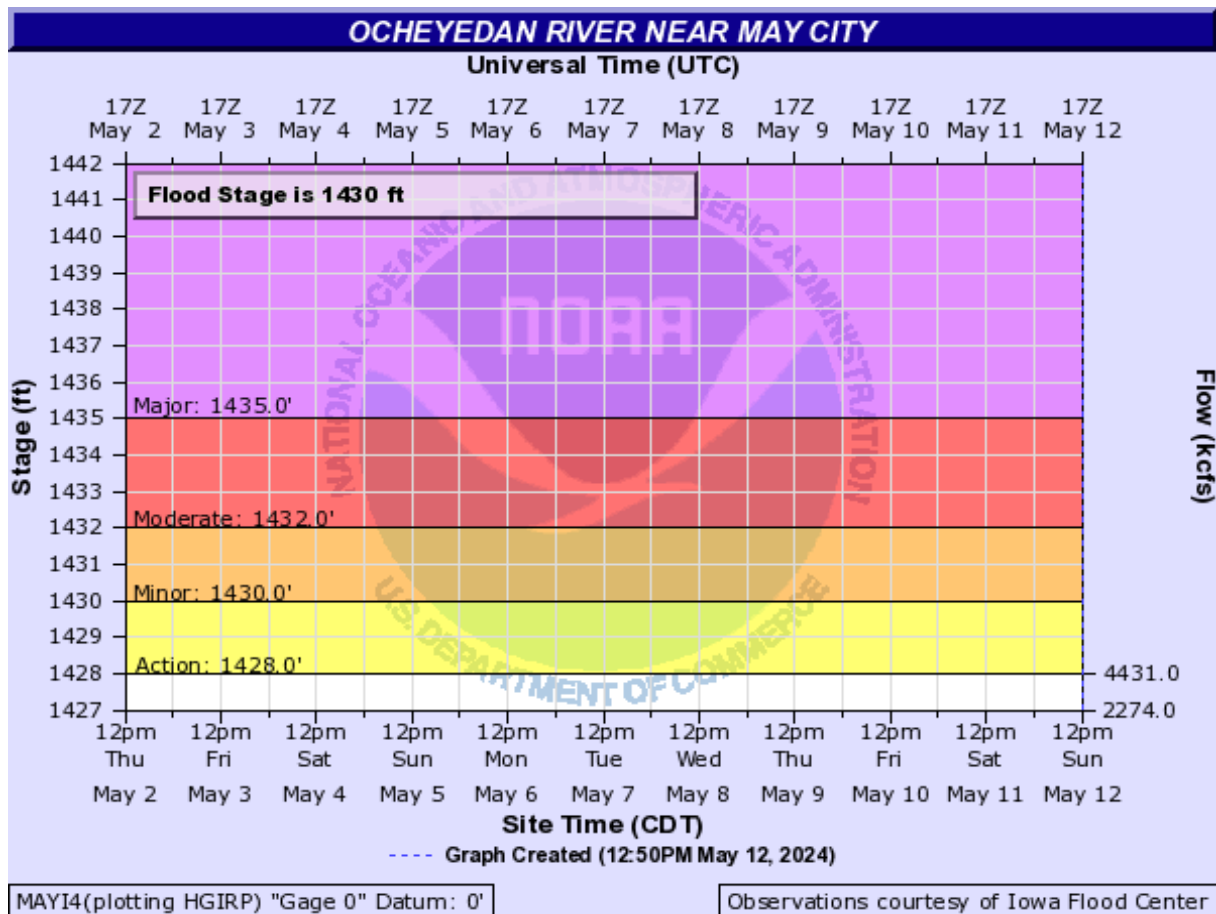 OCHEYEDAN RIVER NEAR MAY CITY
Universal Time (UTC)
17Z 17Z 17Z 17Z 17Z 17Z 17Z 17Z 17Z 17Z 17Z
May 2 May 3 May 4 May 5 May 6 May 7 May 8 May 9 May 10 May 11 May 12
1442
Flood Stage is 1430 ft
1441
1440
1439
1438
1437
1436
Major: 1435.0'
1435
1434
1433
Moderate: 1432.0'
1432
1431
Minor: 1430.0'
1430
1429
Action: 1428.0'
1428 4431.0
1427 2274.0
Stage (ft)
Flow (kcfs)
NATIONAL OCEANIC AND ATMOSPHERIC ADMINISTRATION
NOAA
U.S. DEPARTMENT OF COMMERCE
12pm 12pm 12pm 12pm 12pm 12pm 12pm 12pm 12pm 12pm 12pm
Thu Fri Sat Sun Mon Tue Wed Thu Fri Sat Sun
May 2 May 3 May 4 May 5 May 6 May 7 May 8 May 9 May 10 May 11 May 12
Site Time (CDT)
---- Graph Created (12:50PM May 12, 2024)
MAYI4(plotting HGIRP) "Gage 0" Datum: 0'
Observations courtesy of Iowa Flood Center